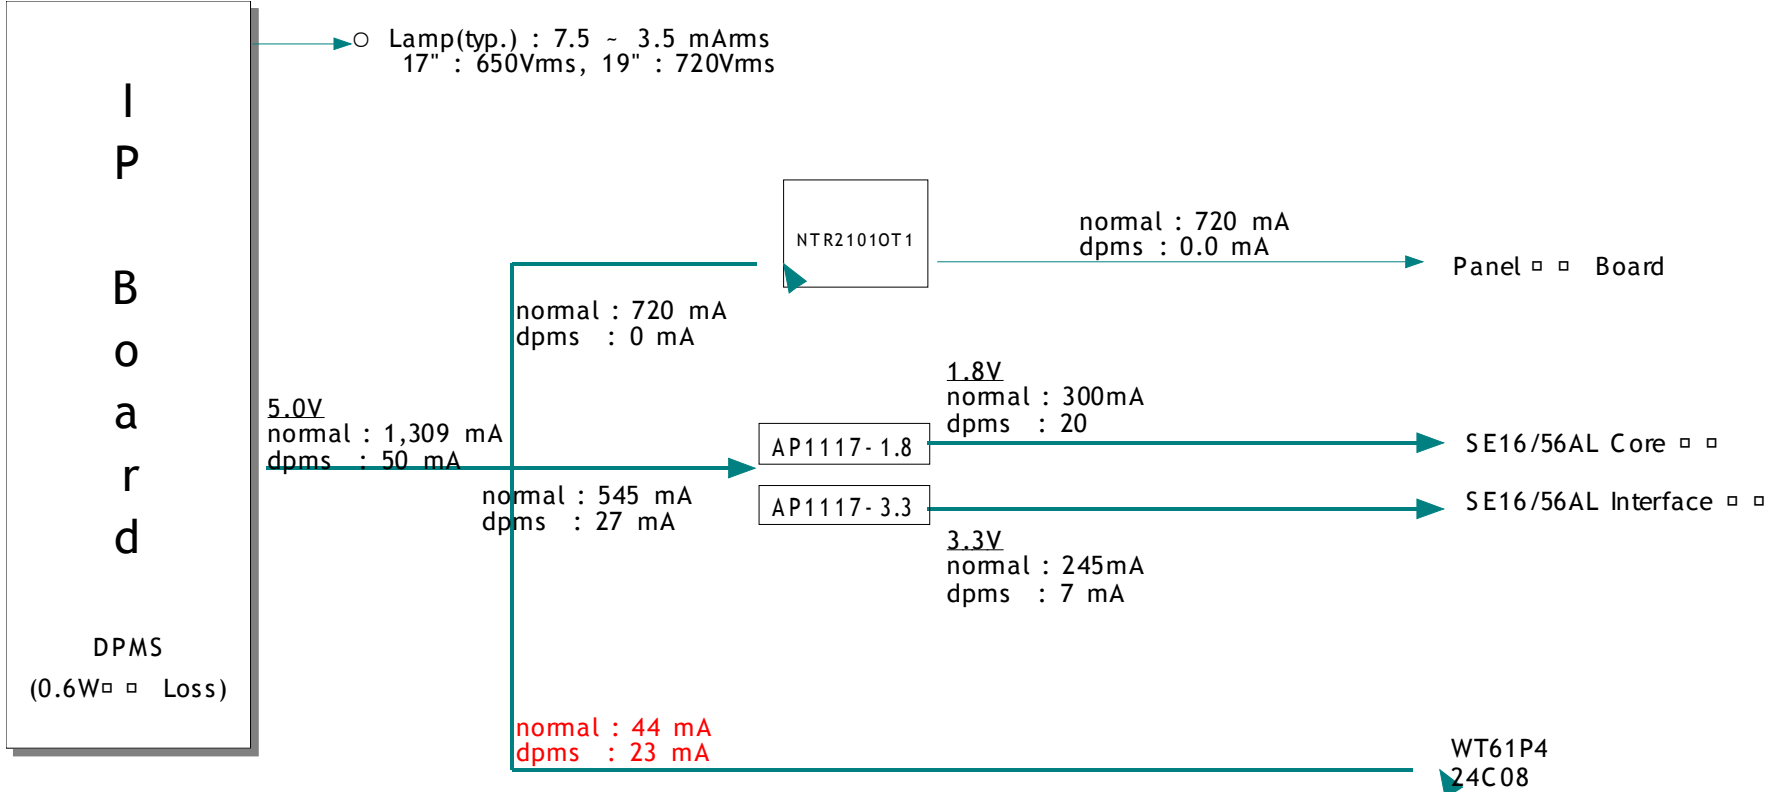 IP Board
DPMS
(0.6W□ □ Loss)
Lamp(typ.) : 7.5 ~ 3.5 mArms
17" : 650Vrms, 19" : 720Vrms
NTR2101OT1
normal : 720 mA
dpms : 0.0 mA
Panel □ □ Board
normal : 720 mA
dpms : 0 mA
5.0V
normal : 1,309 mA
dpms : 50 mA
normal : 545 mA
dpms : 27 mA
AP1117-1.8
AP1117-3.3
1.8V
normal : 300mA
dpms : 20
SE16/56AL Core □ □
SE16/56AL Interface □ □
3.3V
normal : 245mA
dpms : 7 mA
normal : 44 mA
dpms : 23 mA
WT61P4
24C08